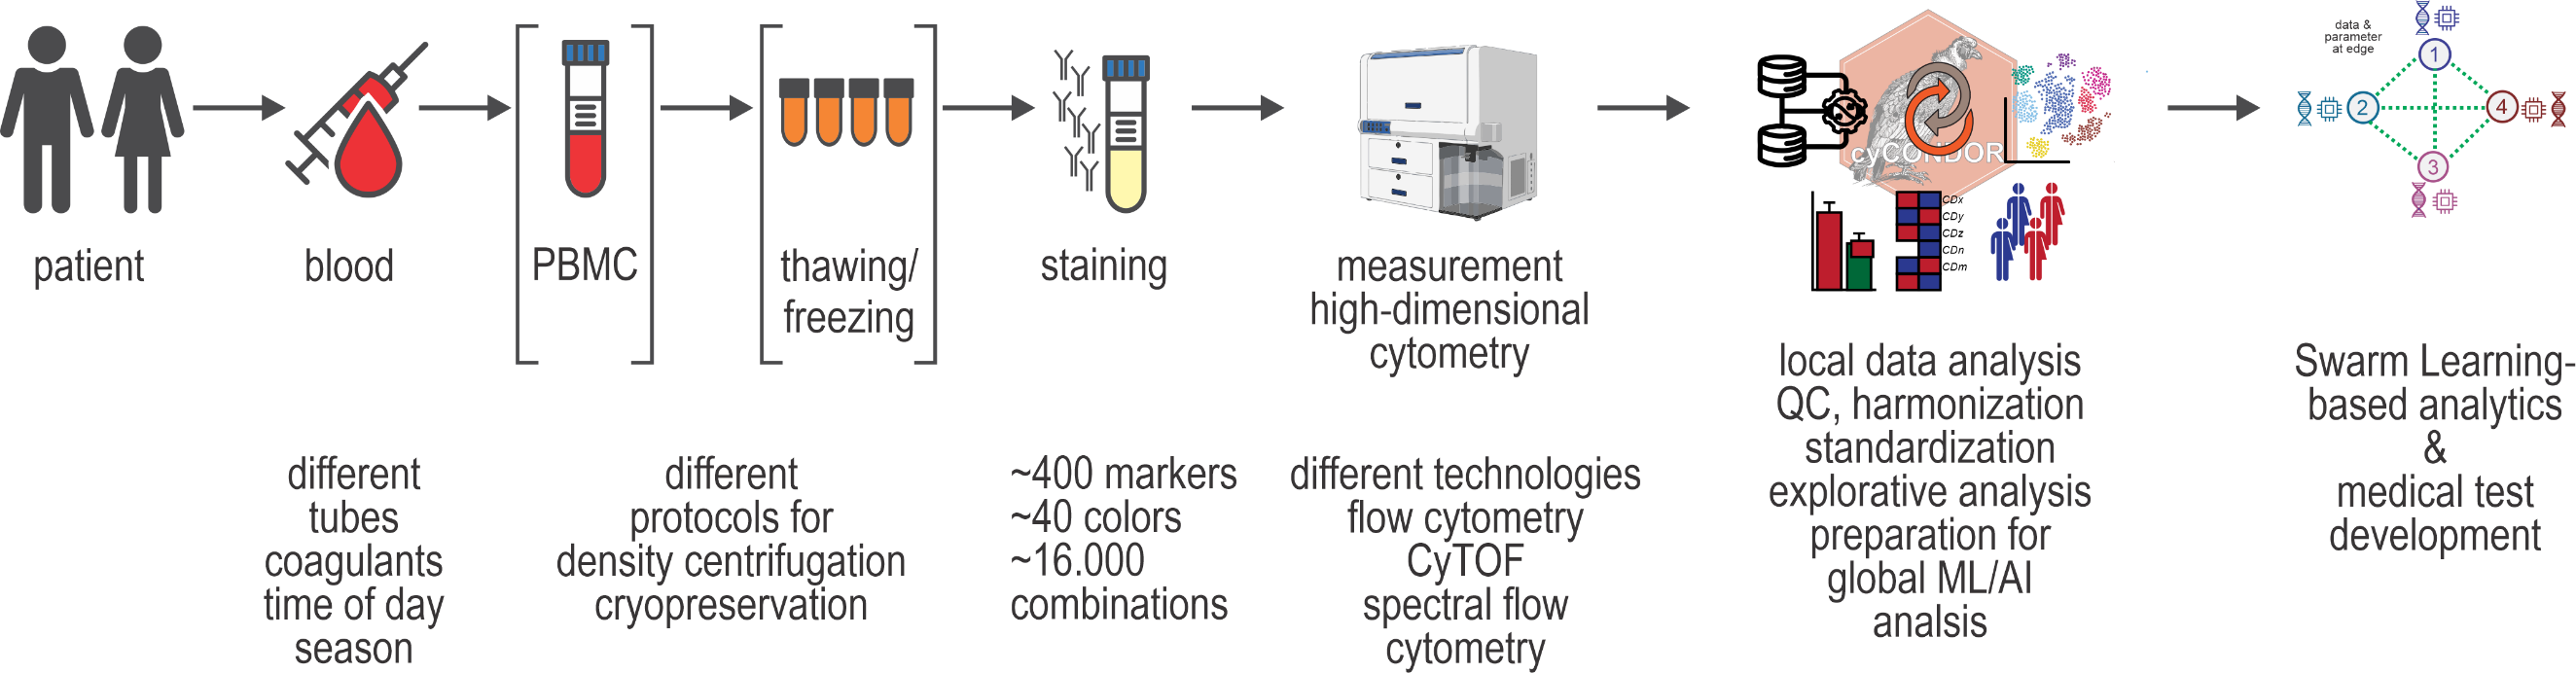 patient
blood
PBMC
thawing/
freezing
staining
measurement
high-dimensional
cytometry
cyCONDOR
CDx
CDy
CDz
CDn
CDm
data &
parameter
at edge
1
2
3
4
different
tubes
coagulants
time of day
season
different
protocols for
density centrifugation
cryopreservation
~400 markers
~40 colors
~16.000
combinations
different technologies
flow cytometry
CyTOF
spectral flow
cytometry
local data analysis
QC, harmonization
standardization
explorative analysis
preparation for
global ML/AI
analsis
Swarm Learning-
based analytics
&
medical test
development